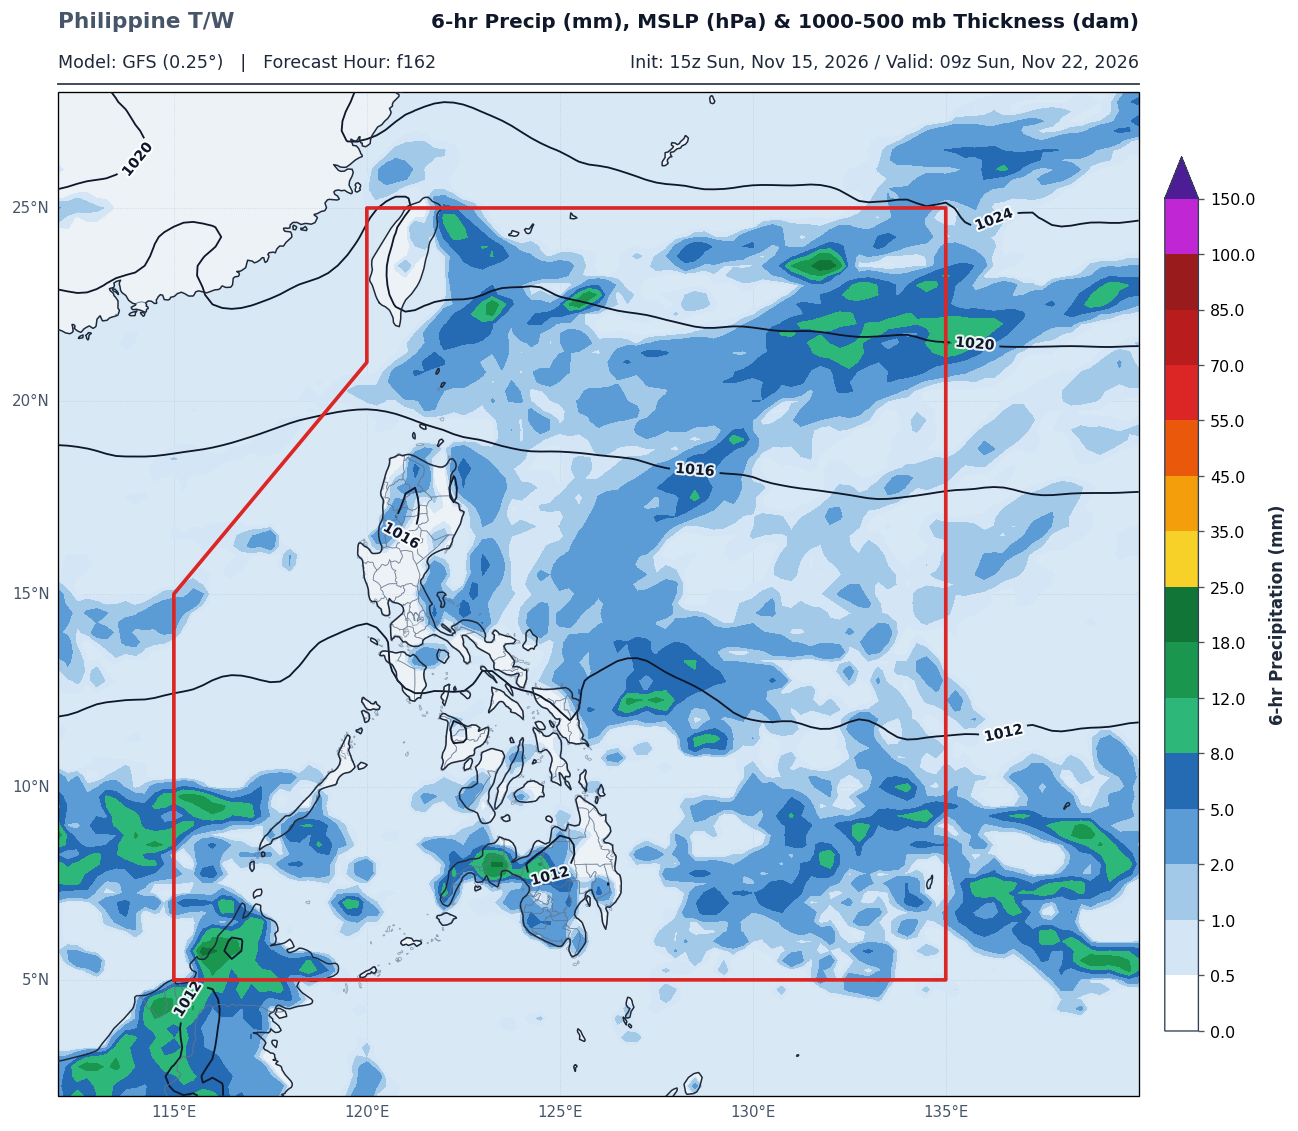 Philippine T/W
6-hr Precip (mm), MSLP (hPa) & 1000-500 mb Thickness (dam)
Model: GFS (0.25°) | Forecast Hour: f162
Init: 15z Sun, Nov 15, 2026 / Valid: 09z Sun, Nov 22, 2026
1020
1024
1020
1016
1016
1012
1012
1012
25°N
20°N
15°N
10°N
5°N
115°E
120°E
125°E
130°E
135°E
150.0
100.0
85.0
70.0
55.0
45.0
35.0
25.0
18.0
12.0
8.0
5.0
2.0
1.0
0.5
0.0
6-hr Precipitation (mm)